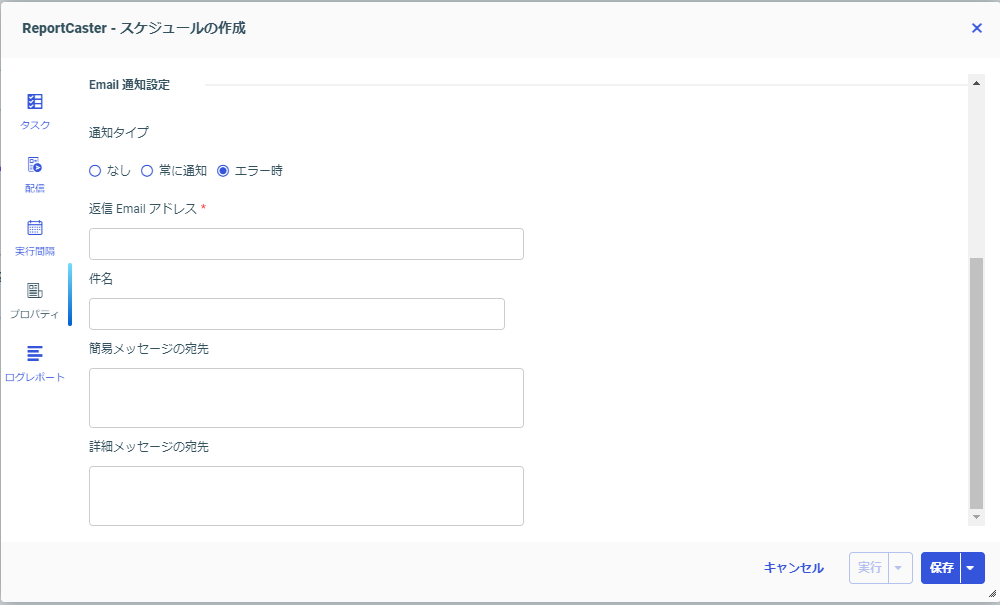 ReportCaster - スケジュールの作成
タスク
配信
実行間隔
プロパティ
ログレポート
Email 通知設定
通知タイプ
なし 常に通知 エラー時
返信 Email アドレス *
件名
簡易メッセージの宛先
詳細メッセージの宛先
キャンセル 実行 保存